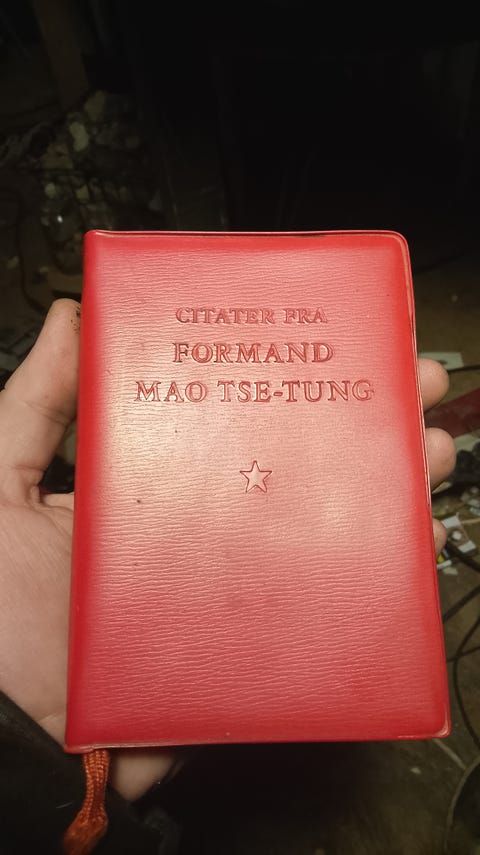 CITATER FRA
FORMAND
MAO TSE-TUNG